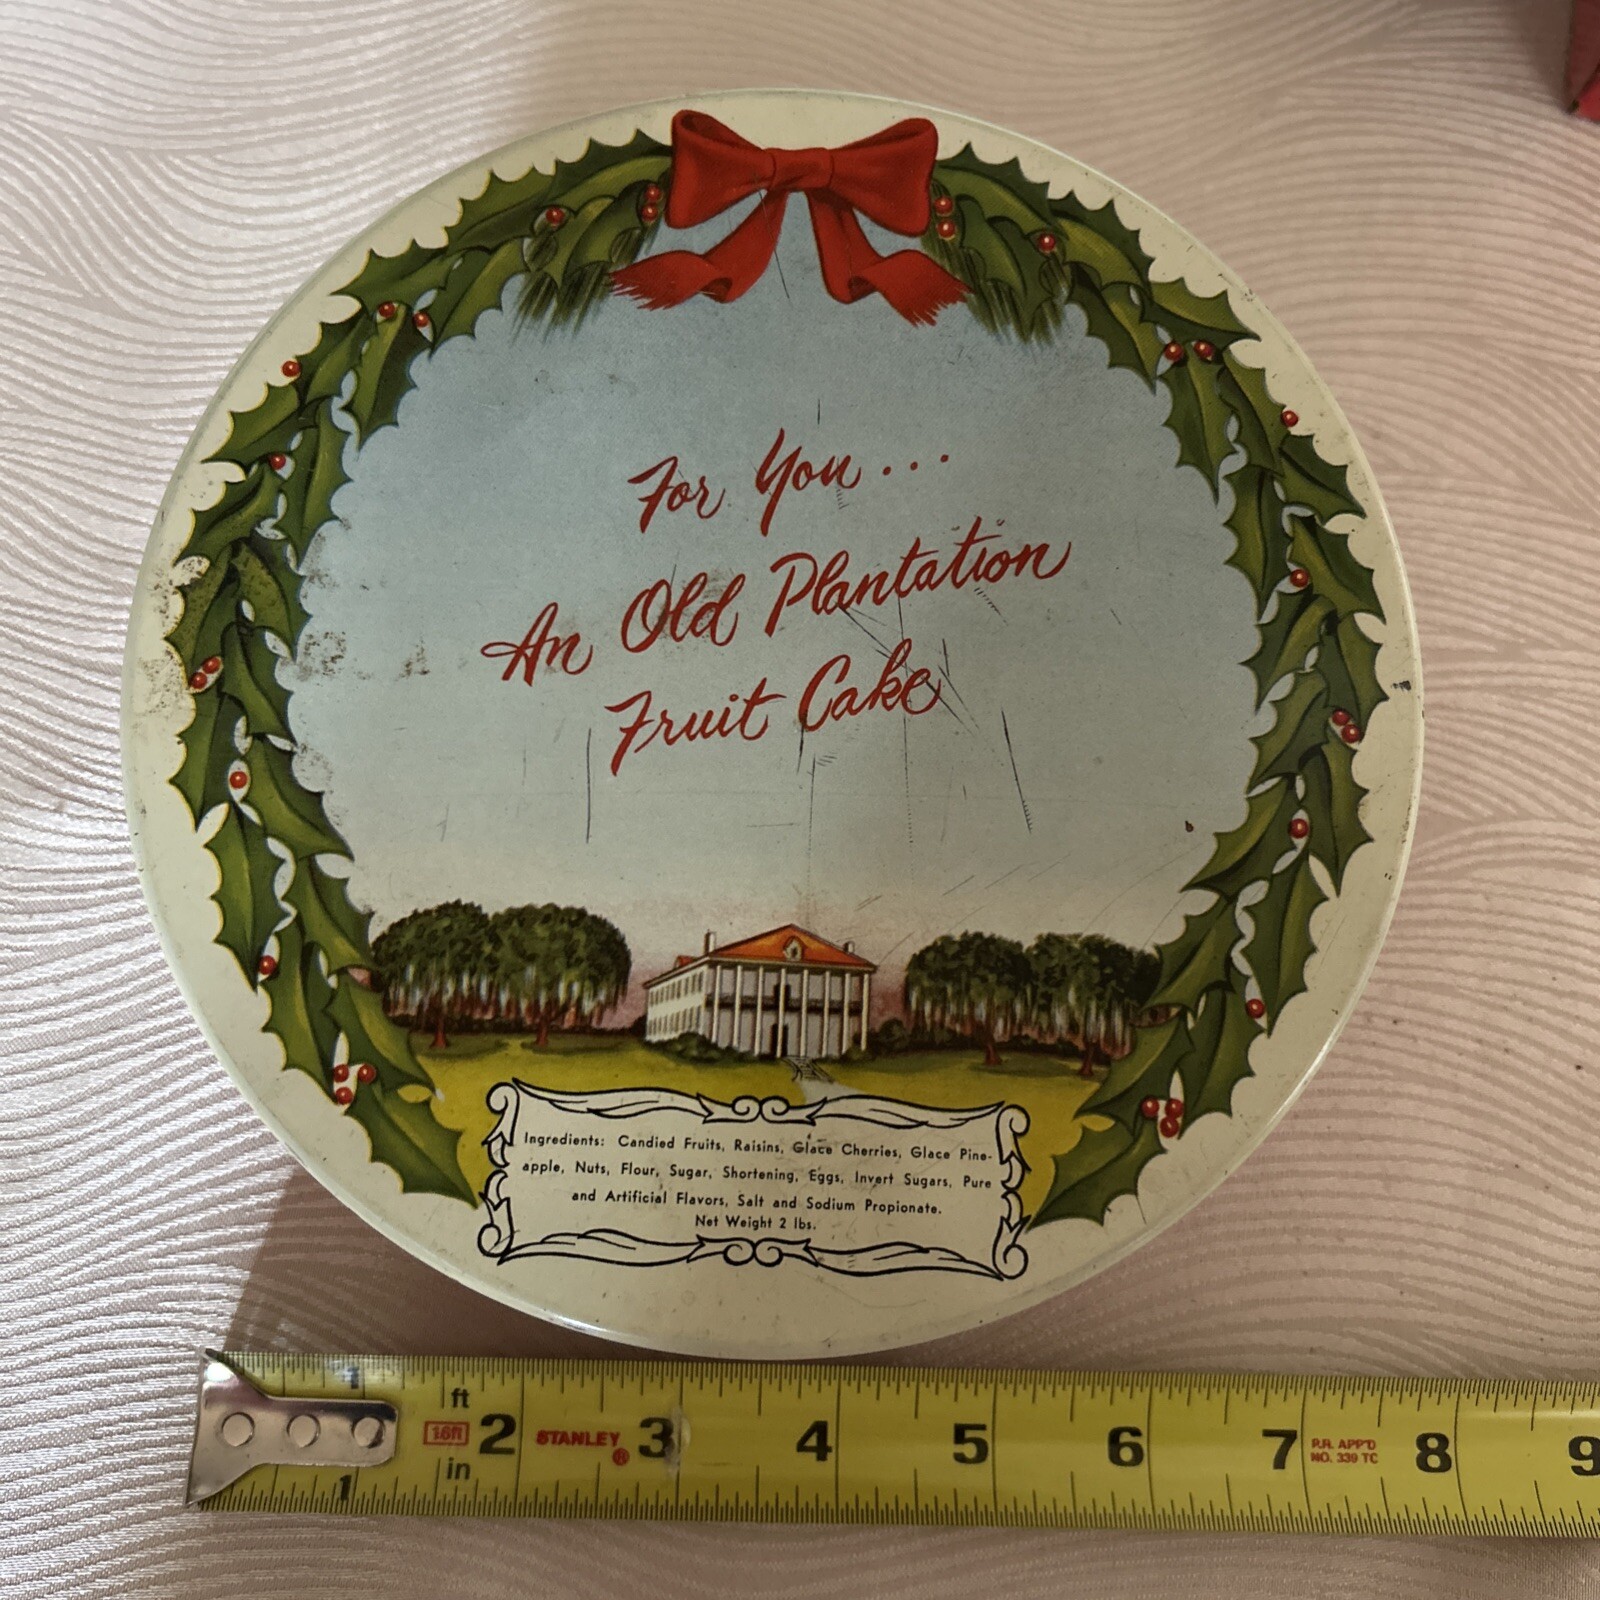 For You...
An Old Plantation
Fruit Cake
Ingredients: Candied Fruits, Raisins, Glace Cherries, Glace Pine-
apple, Nuts, Flour, Sugar, Shortening, Eggs, Invert Sugars, Pure
and Artificial Flavors, Salt and Sodium Propionate.
Net Weight 2 lbs.
1 ft 16ft 2 STANLEY® 3 4 5 6 7 R.R. APP'D 8 9
NO. 339 TC
1 in